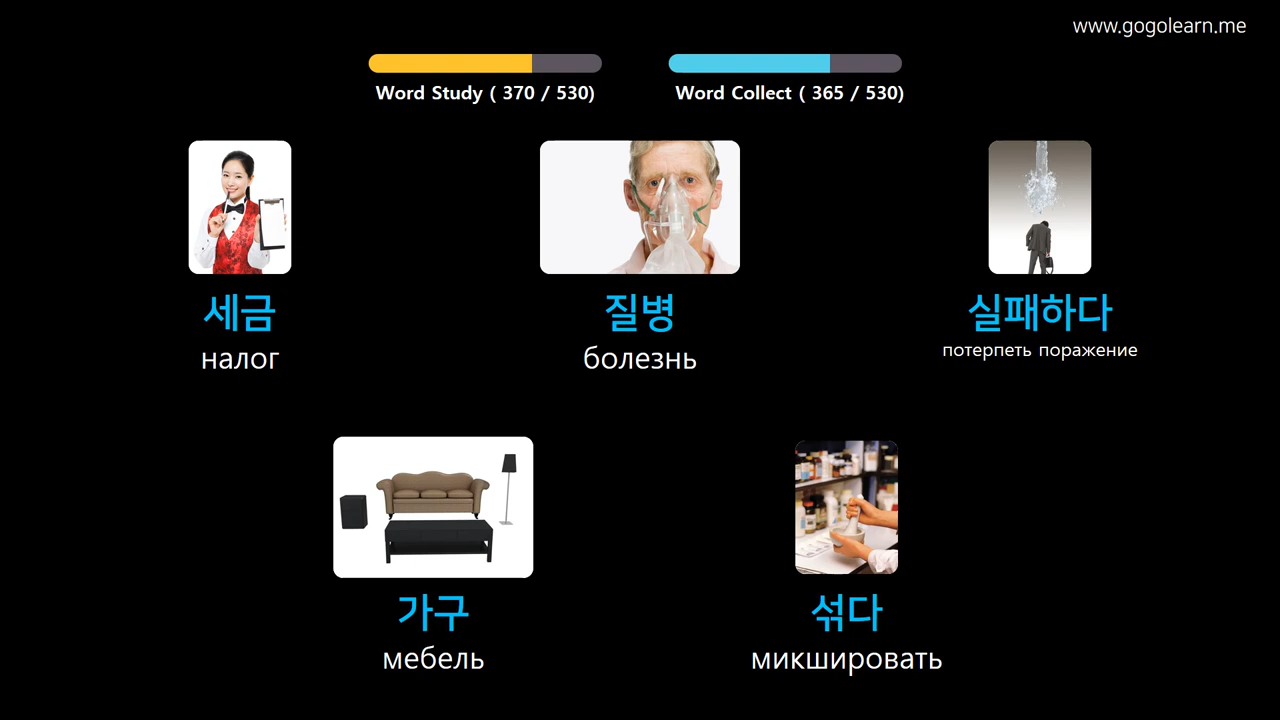 www.gogolearn.me
Word Study ( 370 / 530)
Word Collect ( 365 / 530)
세금
налог
질병
болезнь
실패하다
потерпеть поражение
가구
мебель
섞다
микшировать